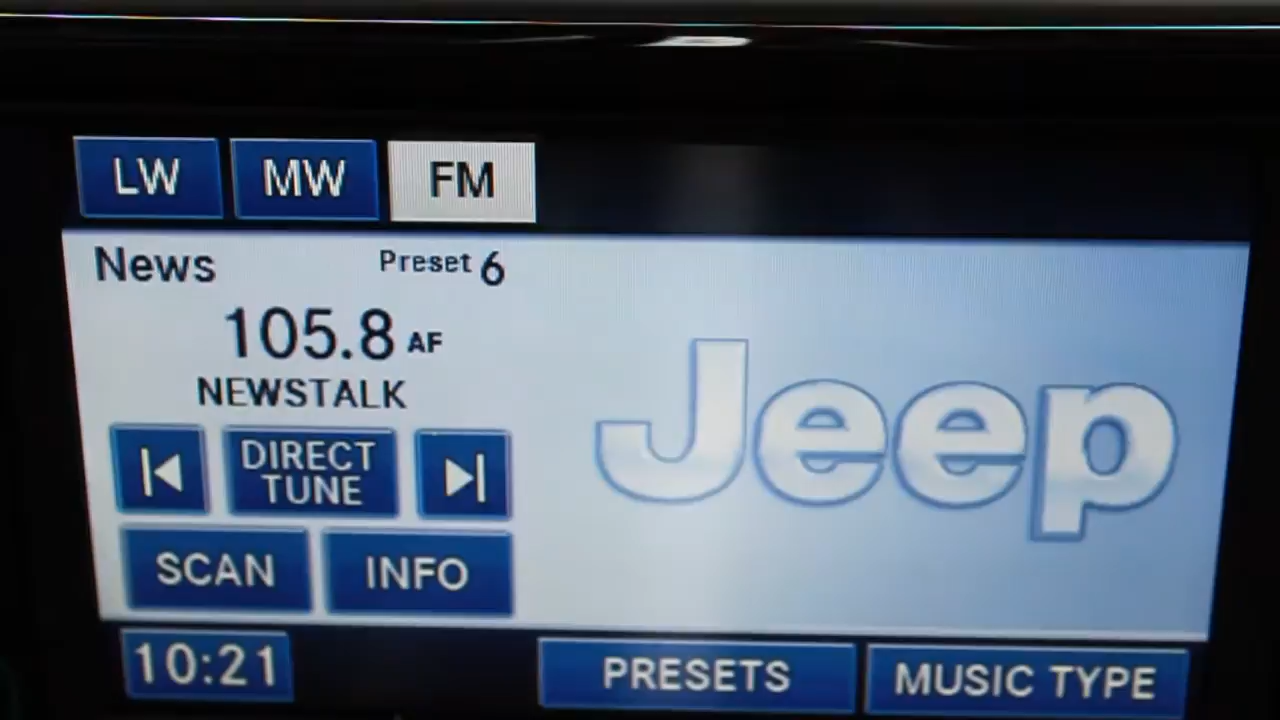 LW MW FM
News Preset 6
105.8 AF
NEWSTALK
DIRECT
TUNE
SCAN INFO
Jeep
10:21 PRESETS MUSIC TYPE